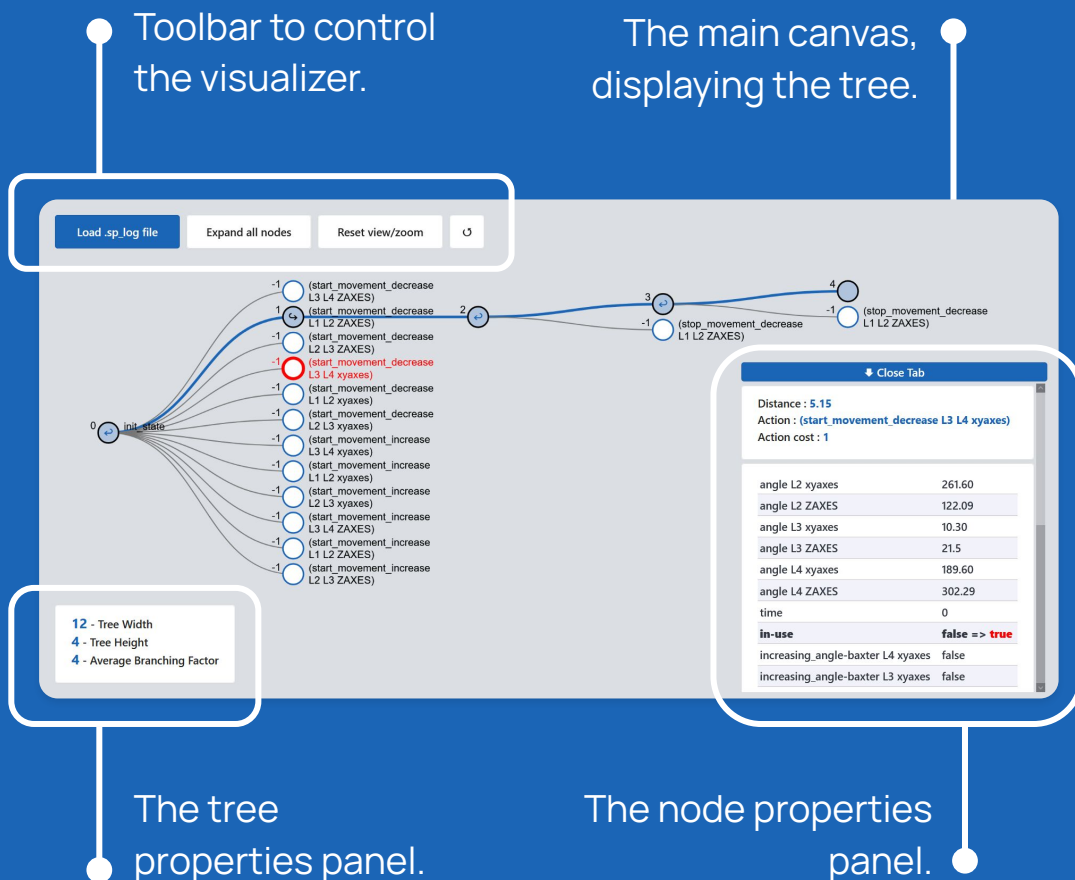 Toolbar to control
the visualizer.
The main canvas,
displaying the tree.
Load .sp_log file
Expand all nodes
Reset view/zoom
↺
-1 (start_movement_decrease
L3 L4 ZAXES)
1 (start_movement_decrease
L1 L2 ZAXES)
-1 (start_movement_decrease
L2 L3 ZAXES)
-1 (start_movement_decrease
L3 L4 xyaxes)
-1 (start_movement_decrease
L1 L2 xyaxes)
-1 (start_movement_decrease
L2 L3 xyaxes)
-1 (start_movement_increase
L3 L4 xyaxes)
-1 (start_movement_increase
L1 L2 xyaxes)
-1 (start_movement_increase
L2 L3 xyaxes)
-1 (start_movement_increase
L3 L4 ZAXES)
-1 (start_movement_increase
L1 L2 ZAXES)
-1 (start_movement_increase
L2 L3 ZAXES)
0 init_state
2
3
-1 (stop_movement_decrease
L1 L2 ZAXES)
4
-1 (stop_movement_decrease
L1 L2 ZAXES)
Close Tab
Distance : 5.15
Action : (start_movement_decrease L3 L4 xyaxes)
Action cost : 1
angle L2 xyaxes 261.60
angle L2 ZAXES 122.09
angle L3 xyaxes 10.30
angle L3 ZAXES 21.5
angle L4 xyaxes 189.60
angle L4 ZAXES 302.29
time 0
in-use false => true
increasing_angle-baxter L4 xyaxes false
increasing_angle-baxter L3 xyaxes false
12 - Tree Width
4 - Tree Height
4 - Average Branching Factor
The tree
properties panel.
The node properties
panel.